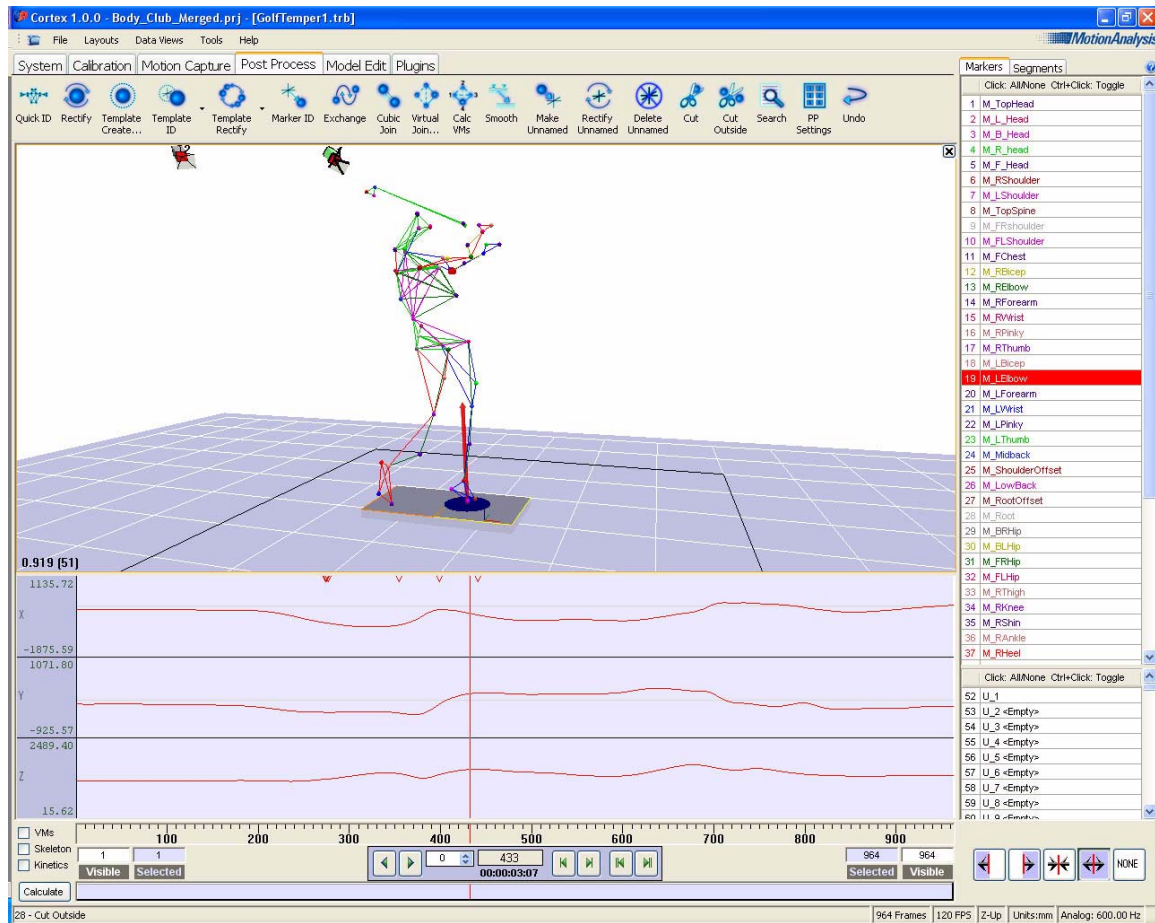 Cortex 1.0.0 - Body_Club_Merged.prj - [GolfTemper1.trb]
File Layouts Data Views Tools Help
MotionAnalysis
System Calibration Motion Capture Post Process Model Edit Plugins
Quick ID Rectify Template Create... Template ID Template Rectify Marker ID Exchange Cubic Join Virtual Join... Calc VMs Smooth Make Unnamed Rectify Unnamed Delete Unnamed Cut Cut Outside Search PP Settings Undo
Markers Segments
Click: All/None Ctrl+Click: Toggle
1 M_TopHead
2 M_L_Head
3 M_B_Head
4 M_R_head
5 M_F_Head
6 M_RShoulder
7 M_LShoulder
8 M_TopSpine
9 M_FRshoulder
10 M_FLShoulder
11 M_FChest
12 M_RBicep
13 M_RElbow
14 M_RForearm
15 M_RWrist
16 M_RPinky
17 M_RThumb
18 M_LBicep
19 M_LElbow
20 M_LForearm
21 M_LWrist
22 M_LPinky
23 M_LThumb
24 M_Midback
25 M_ShoulderOffset
26 M_LowBack
27 M_RootOffset
28 M_Root
29 M_BRHip
30 M_BLHip
31 M_FRHip
32 M_FLHip
33 M_RThigh
34 M_RKnee
35 M_RShin
36 M_RAnkle
37 M_RHeel
Click: All/None Ctrl+Click: Toggle
52 U_1
53 U_2 <Empty>
54 U_3 <Empty>
55 U_4 <Empty>
56 U_5 <Empty>
57 U_6 <Empty>
58 U_7 <Empty>
59 U_8 <Empty>
60 U_9 <Empty>
0.919 (51)
1135.72
X
-1875.59
1071.80
Y
-925.57
2489.40
Z
15.62
100 200 300 400 500 600 700 800 900
VMs
Skeleton
Kinetics
1 1
Visible Selected
0 433
00:00:03:07
964 964
Selected Visible
NONE
Calculate
28 - Cut Outside
964 Frames 120 FPS Z-Up Units:mm Analog: 600.00 Hz